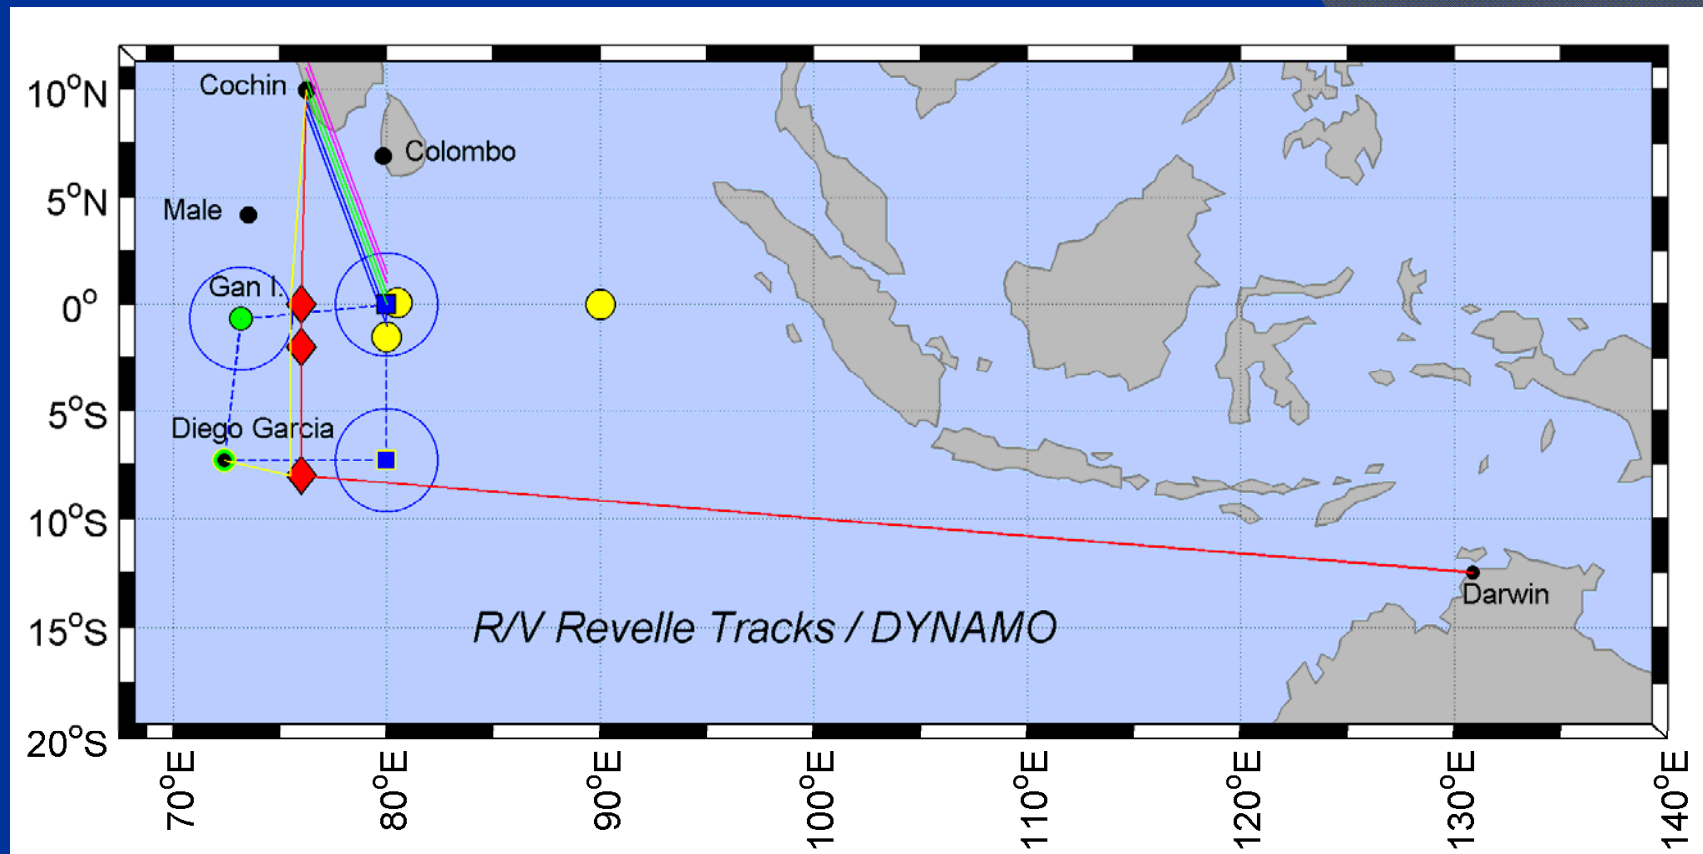 Cochin
10°N
Colombo
5°N
Male
Gan I.
0°
5°S
Diego Garcia
10°S
Darwin
15°S
R/V Revelle Tracks / DYNAMO
20°S
70°E
80°E
90°E
100°E
110°E
120°E
130°E
140°E